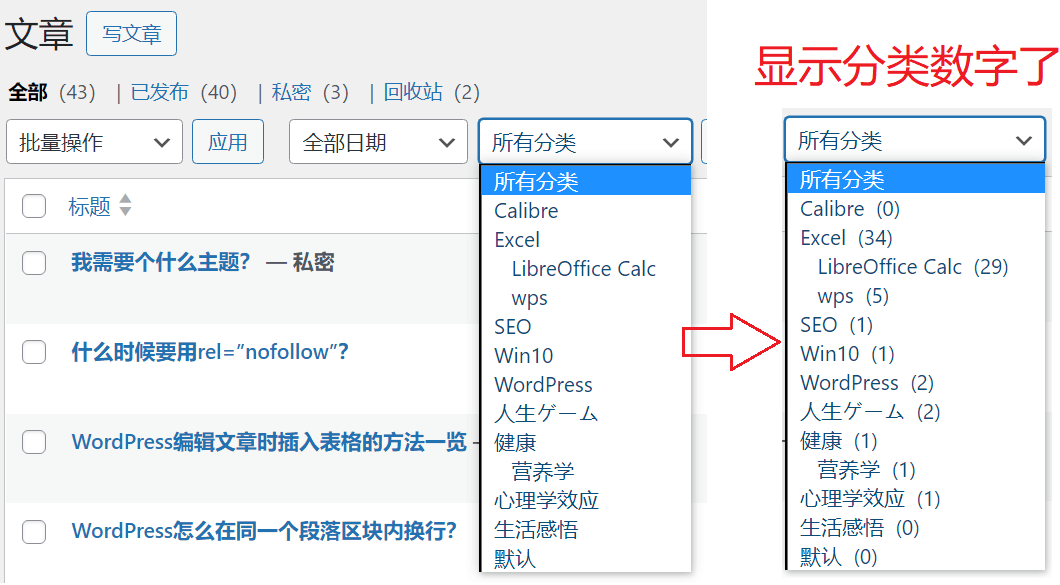 文章 写文章
显示分类数字了
全部 (43) | 已发布 (40) | 私密 (3) | 回收站 (2)
批量操作 应用 全部日期 所有分类
标题
我需要个什么主题? — 私密
什么时候要用rel="nofollow"?
WordPress编辑文章时插入表格的方法一览
WordPress怎么在同一个段落区块内换行?
所有分类
Calibre
Excel
LibreOffice Calc
wps
SEO
Win10
WordPress
人生ゲーム
健康
营养学
心理学效应
生活感悟
默认
所有分类
所有分类
Calibre (0)
Excel (34)
LibreOffice Calc (29)
wps (5)
SEO (1)
Win10 (1)
WordPress (2)
人生ゲーム (2)
健康 (1)
营养学 (1)
心理学效应 (1)
生活感悟 (0)
默认 (0)